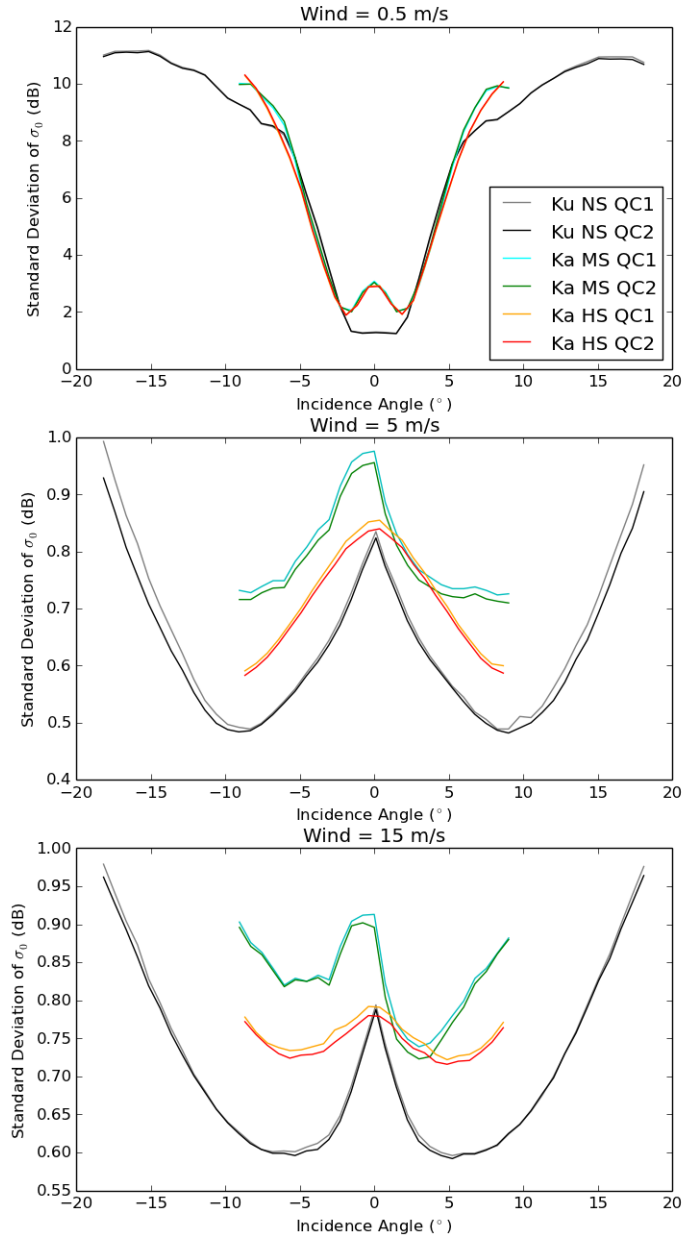 Wind = 0.5 m/s
12
10
8
6
4
2
0
Standard Deviation of σ₀ (dB)
Ku NS QC1
Ku NS QC2
Ka MS QC1
Ka MS QC2
Ka HS QC1
Ka HS QC2
−20 −15 −10 −5 0 5 10 15 20
Incidence Angle (°)
Wind = 5 m/s
1.0
0.9
0.8
0.7
0.6
0.5
0.4
Standard Deviation of σ₀ (dB)
−20 −15 −10 −5 0 5 10 15 20
Incidence Angle (°)
Wind = 15 m/s
1.00
0.95
0.90
0.85
0.80
0.75
0.70
0.65
0.60
0.55
Standard Deviation of σ₀ (dB)
−20 −15 −10 −5 0 5 10 15 20
Incidence Angle (°)